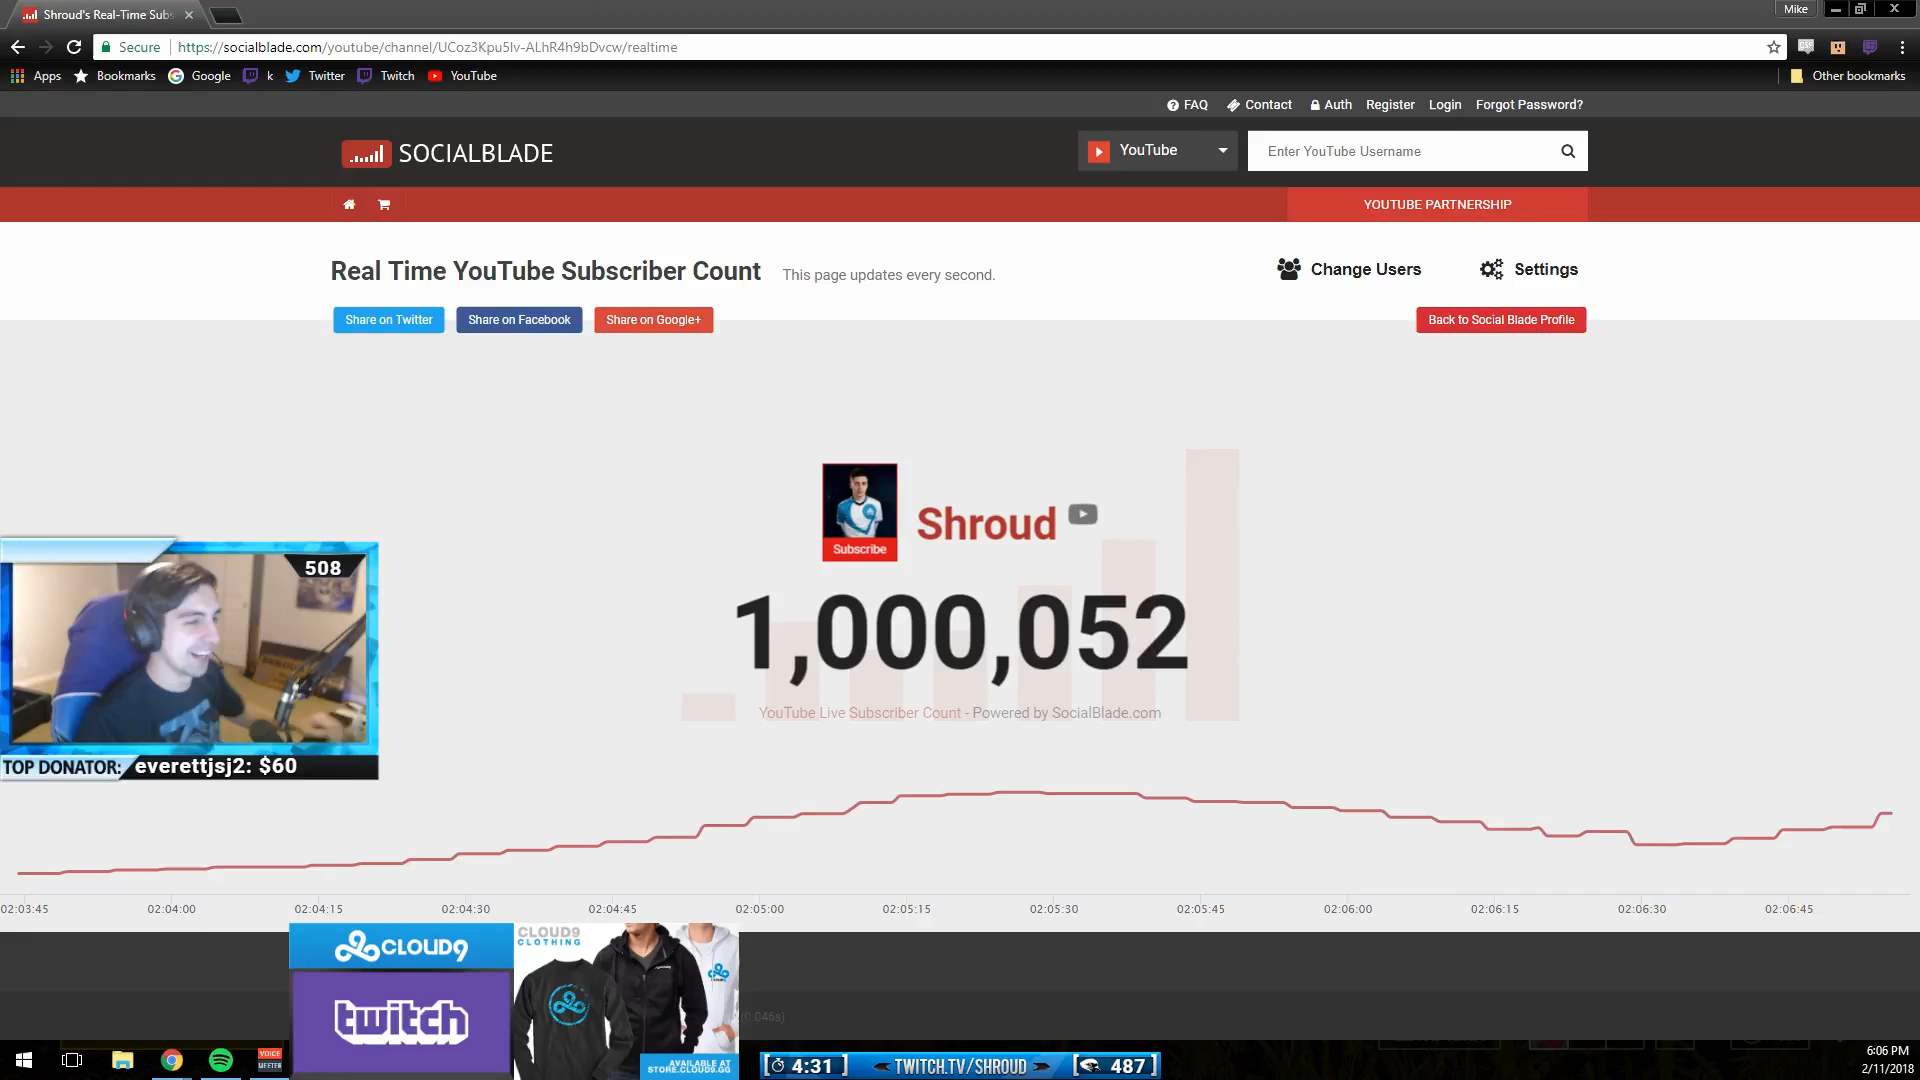 Shroud's Real-Time Subs
Mike
Secure
https://socialblade.com/youtube/channel/UCoz3Kpu5lv-ALhR4h9bDvcw/realtime
Apps
Bookmarks
Google
k
Twitter
Twitch
YouTube
Other bookmarks
FAQ
Contact
Auth
Register
Login
Forgot Password?
SOCIALBLADE
YouTube
Enter YouTube Username
YOUTUBE PARTNERSHIP
Real Time YouTube Subscriber Count
This page updates every second.
Change Users
Settings
Share on Twitter
Share on Facebook
Share on Google+
Back to Social Blade Profile
Subscribe
Shroud
1,000,052
YouTube Live Subscriber Count - Powered by SocialBlade.com
508
TOP DONATOR: everettjsj2: $60
02:03:45
02:04:00
02:04:15
02:04:30
02:04:45
02:05:00
02:05:15
02:05:30
02:05:45
02:06:00
02:06:15
02:06:30
02:06:45
CLOUD9
twitch
CLOUD9
CLOTHING
AVAILABLE AT
STORE.CLOUD9.GG
VOICE
MEETER
4:31
TWITCH.TV/SHROUD
487
6:06 PM
2/11/2018